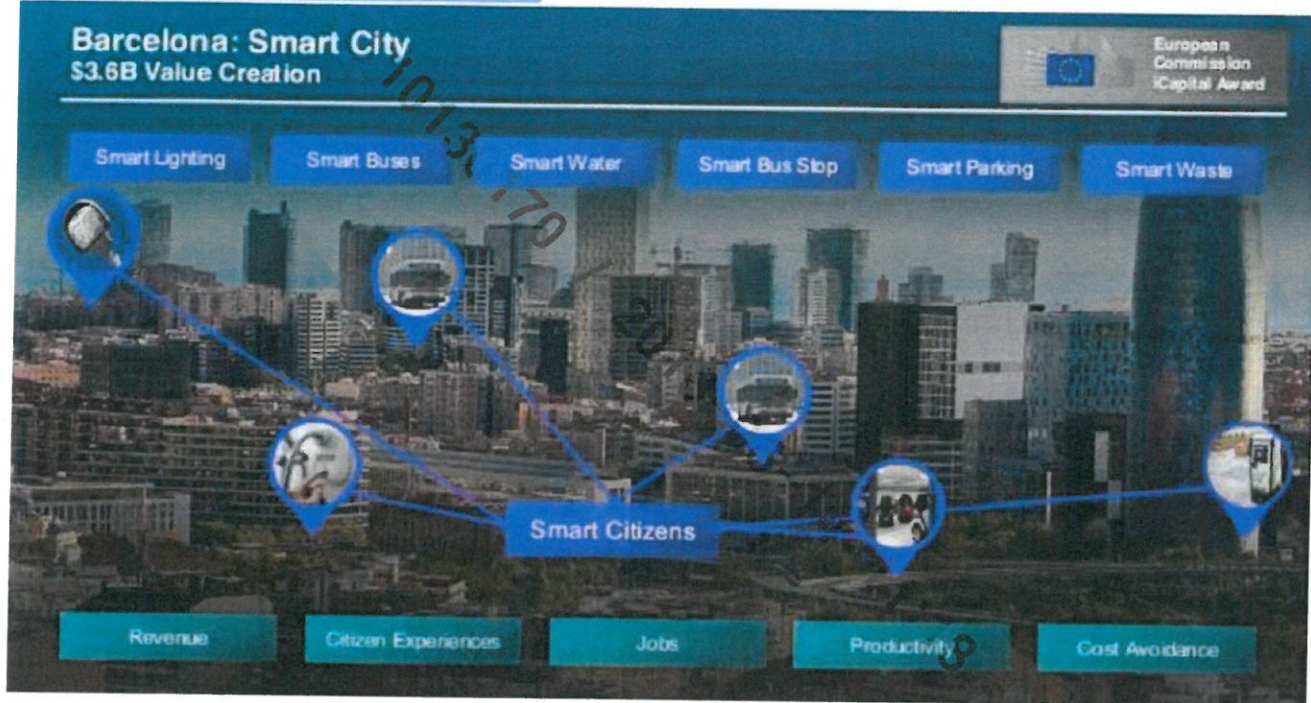 Barcelona: Smart City
$3.6B Value Creation
European
Commission
iCapital Award
Smart Lighting
Smart Buses
Smart Water
Smart Bus Stop
Smart Parking
Smart Waste
Smart Citizens
Revenue
Citizen Experiences
Jobs
Productivity
Cost Avoidance